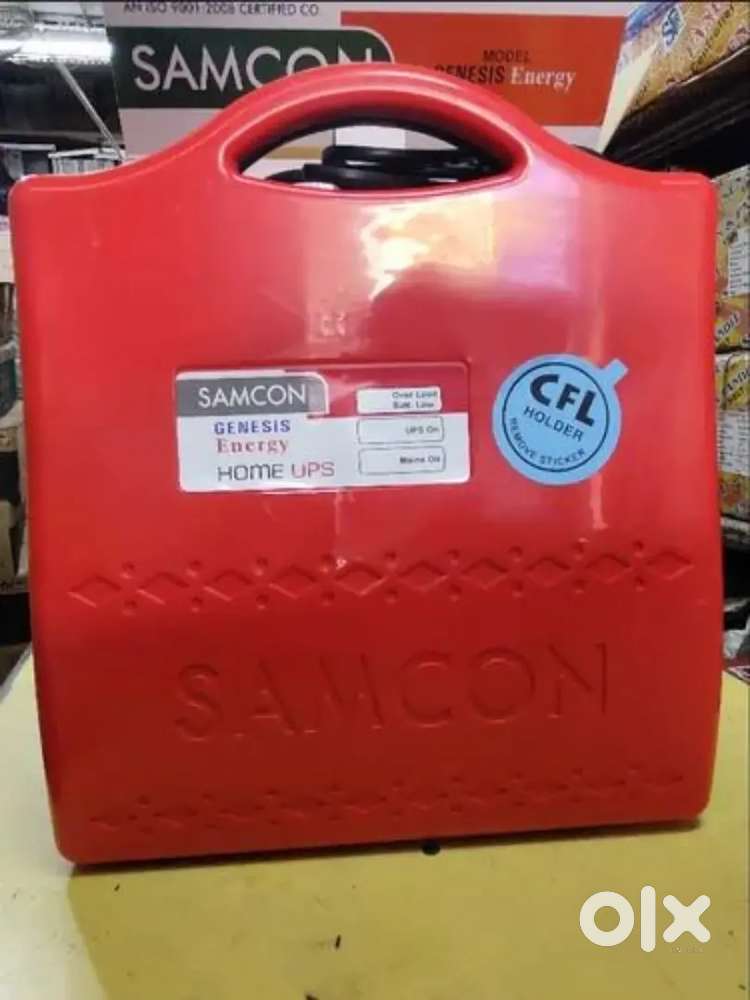 AN ISO 9001:2008 CERTIFIED CO.
SAMCON
MODEL
GENESIS Energy
SAMCON
GENESIS
Energy
HOME UPS
Over Load
Batt. Low
UPS On
Mains On
CFL
HOLDER
REMOVE STICKER
SAMCON
olx